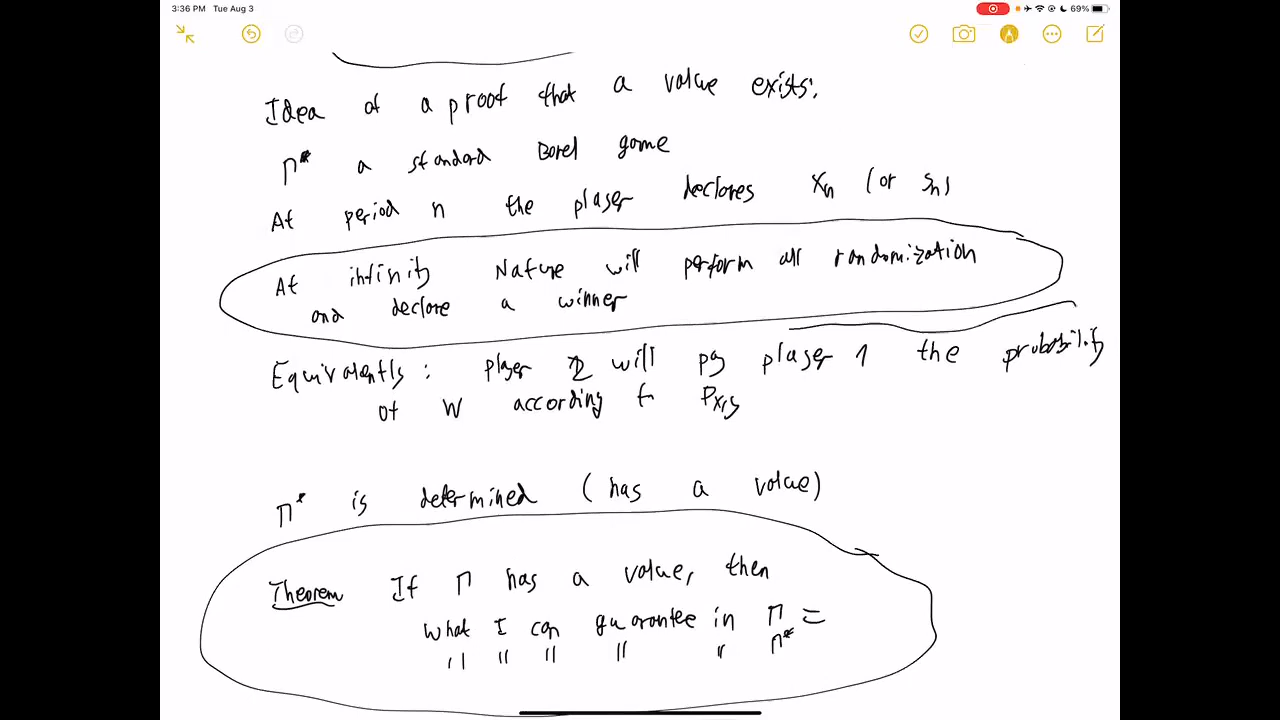 3:36 PM Tue Aug 3
69%
Idea of a proof that a value exists.
Γ* a standard Borel game
At period n the player declares xn (or sn)
At infinity Nature will perform all randomization
and declare a winner
Equivalently: player 2 will pay player 1 the probability
of W according to Px,y
Γ* is determined (has a value)
Theorem If Γ has a value, then
what I can guarantee in Γ =
" " " " " Γ*